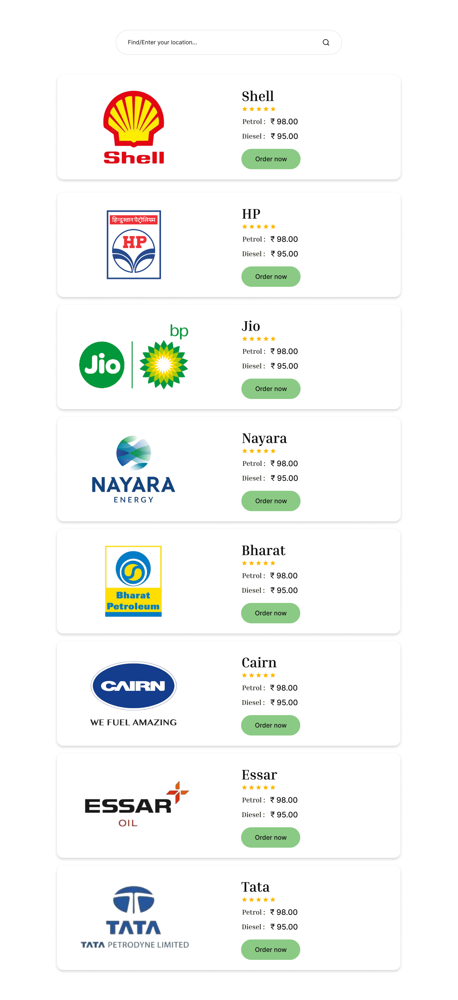 Find/Enter your location...
Shell
Shell
Petrol : ₹ 98.00
Diesel : ₹ 95.00
Order now
हिन्दुस्तान पेट्रोलियम
HP
HP
Petrol : ₹ 98.00
Diesel : ₹ 95.00
Order now
bp
Jio
Jio
Petrol : ₹ 98.00
Diesel : ₹ 95.00
Order now
NAYARA
ENERGY
Nayara
Petrol : ₹ 98.00
Diesel : ₹ 95.00
Order now
Bharat
Petroleum
Bharat
Petrol : ₹ 98.00
Diesel : ₹ 95.00
Order now
CAIRN
WE FUEL AMAZING
Cairn
Petrol : ₹ 98.00
Diesel : ₹ 95.00
Order now
ESSAR
OIL
Essar
Petrol : ₹ 98.00
Diesel : ₹ 95.00
Order now
TATA
TATA PETRODYNE LIMITED
Tata
Petrol : ₹ 98.00
Diesel : ₹ 95.00
Order now